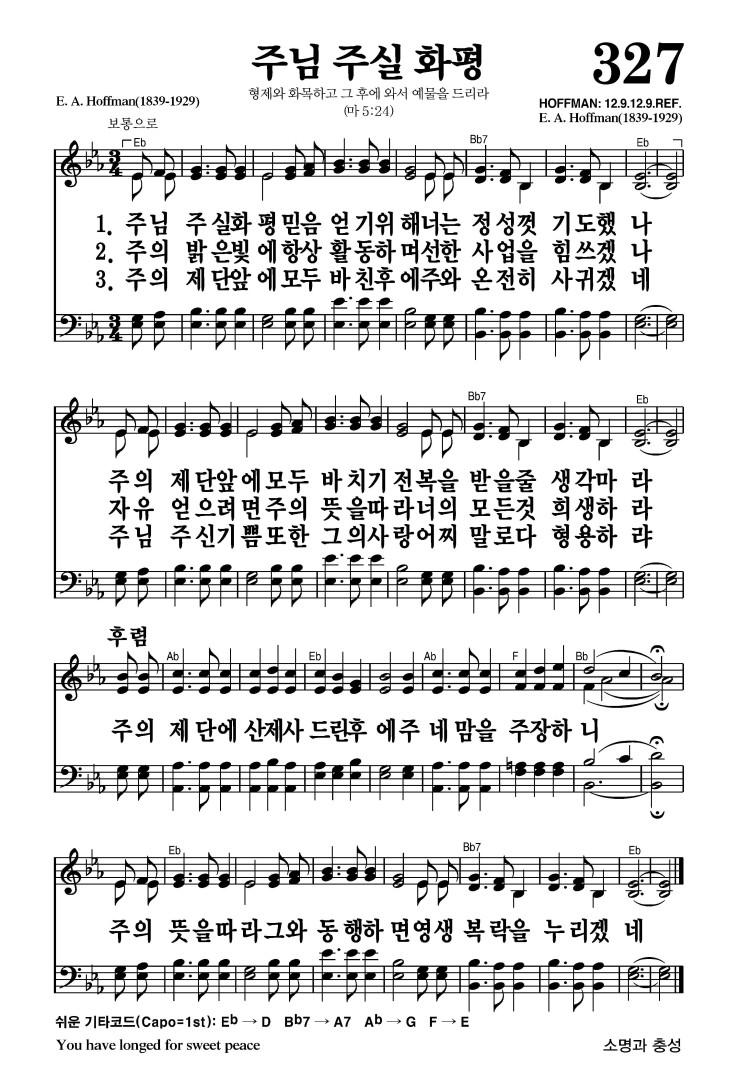 주님 주실 화평
327
형제와 화목하고 그 후에 와서 예물을 드리라
(마 5:24)
E. A. Hoffman(1839-1929)
HOFFMAN: 12.9.12.9.REF.
E. A. Hoffman(1839-1929)
보통으로
Eb Bb7 Eb
1. 주님 주실화 평믿음 얻기위 해너는 정성껏 기도했 나
2. 주의 밝은빛 에항상 활동하 며선한 사업을 힘쓰겠 나
3. 주의 제단앞 에모두 바친후 에주와 온전히 사귀겠 네
Bb7 Eb
주의 제단앞에모두 바치기 전복을 받을줄 생각마 라
자유 얻으려면주의 뜻을따라너의 모든것 희생하 라
주님 주신기쁨또한 그의사랑어찌 말로다 형용하 랴
후렴
Ab Eb Ab F Bb
주의 제단에 산제사 드린후 에주 네맘을 주장하 니
Eb Bb7 Eb
주의 뜻을따라그와 동행하 면영생 복락을 누리겠 네
쉬운 기타코드(Capo=1st): Eb → D Bb7 → A7 Ab → G F → E
You have longed for sweet peace
소명과 충성